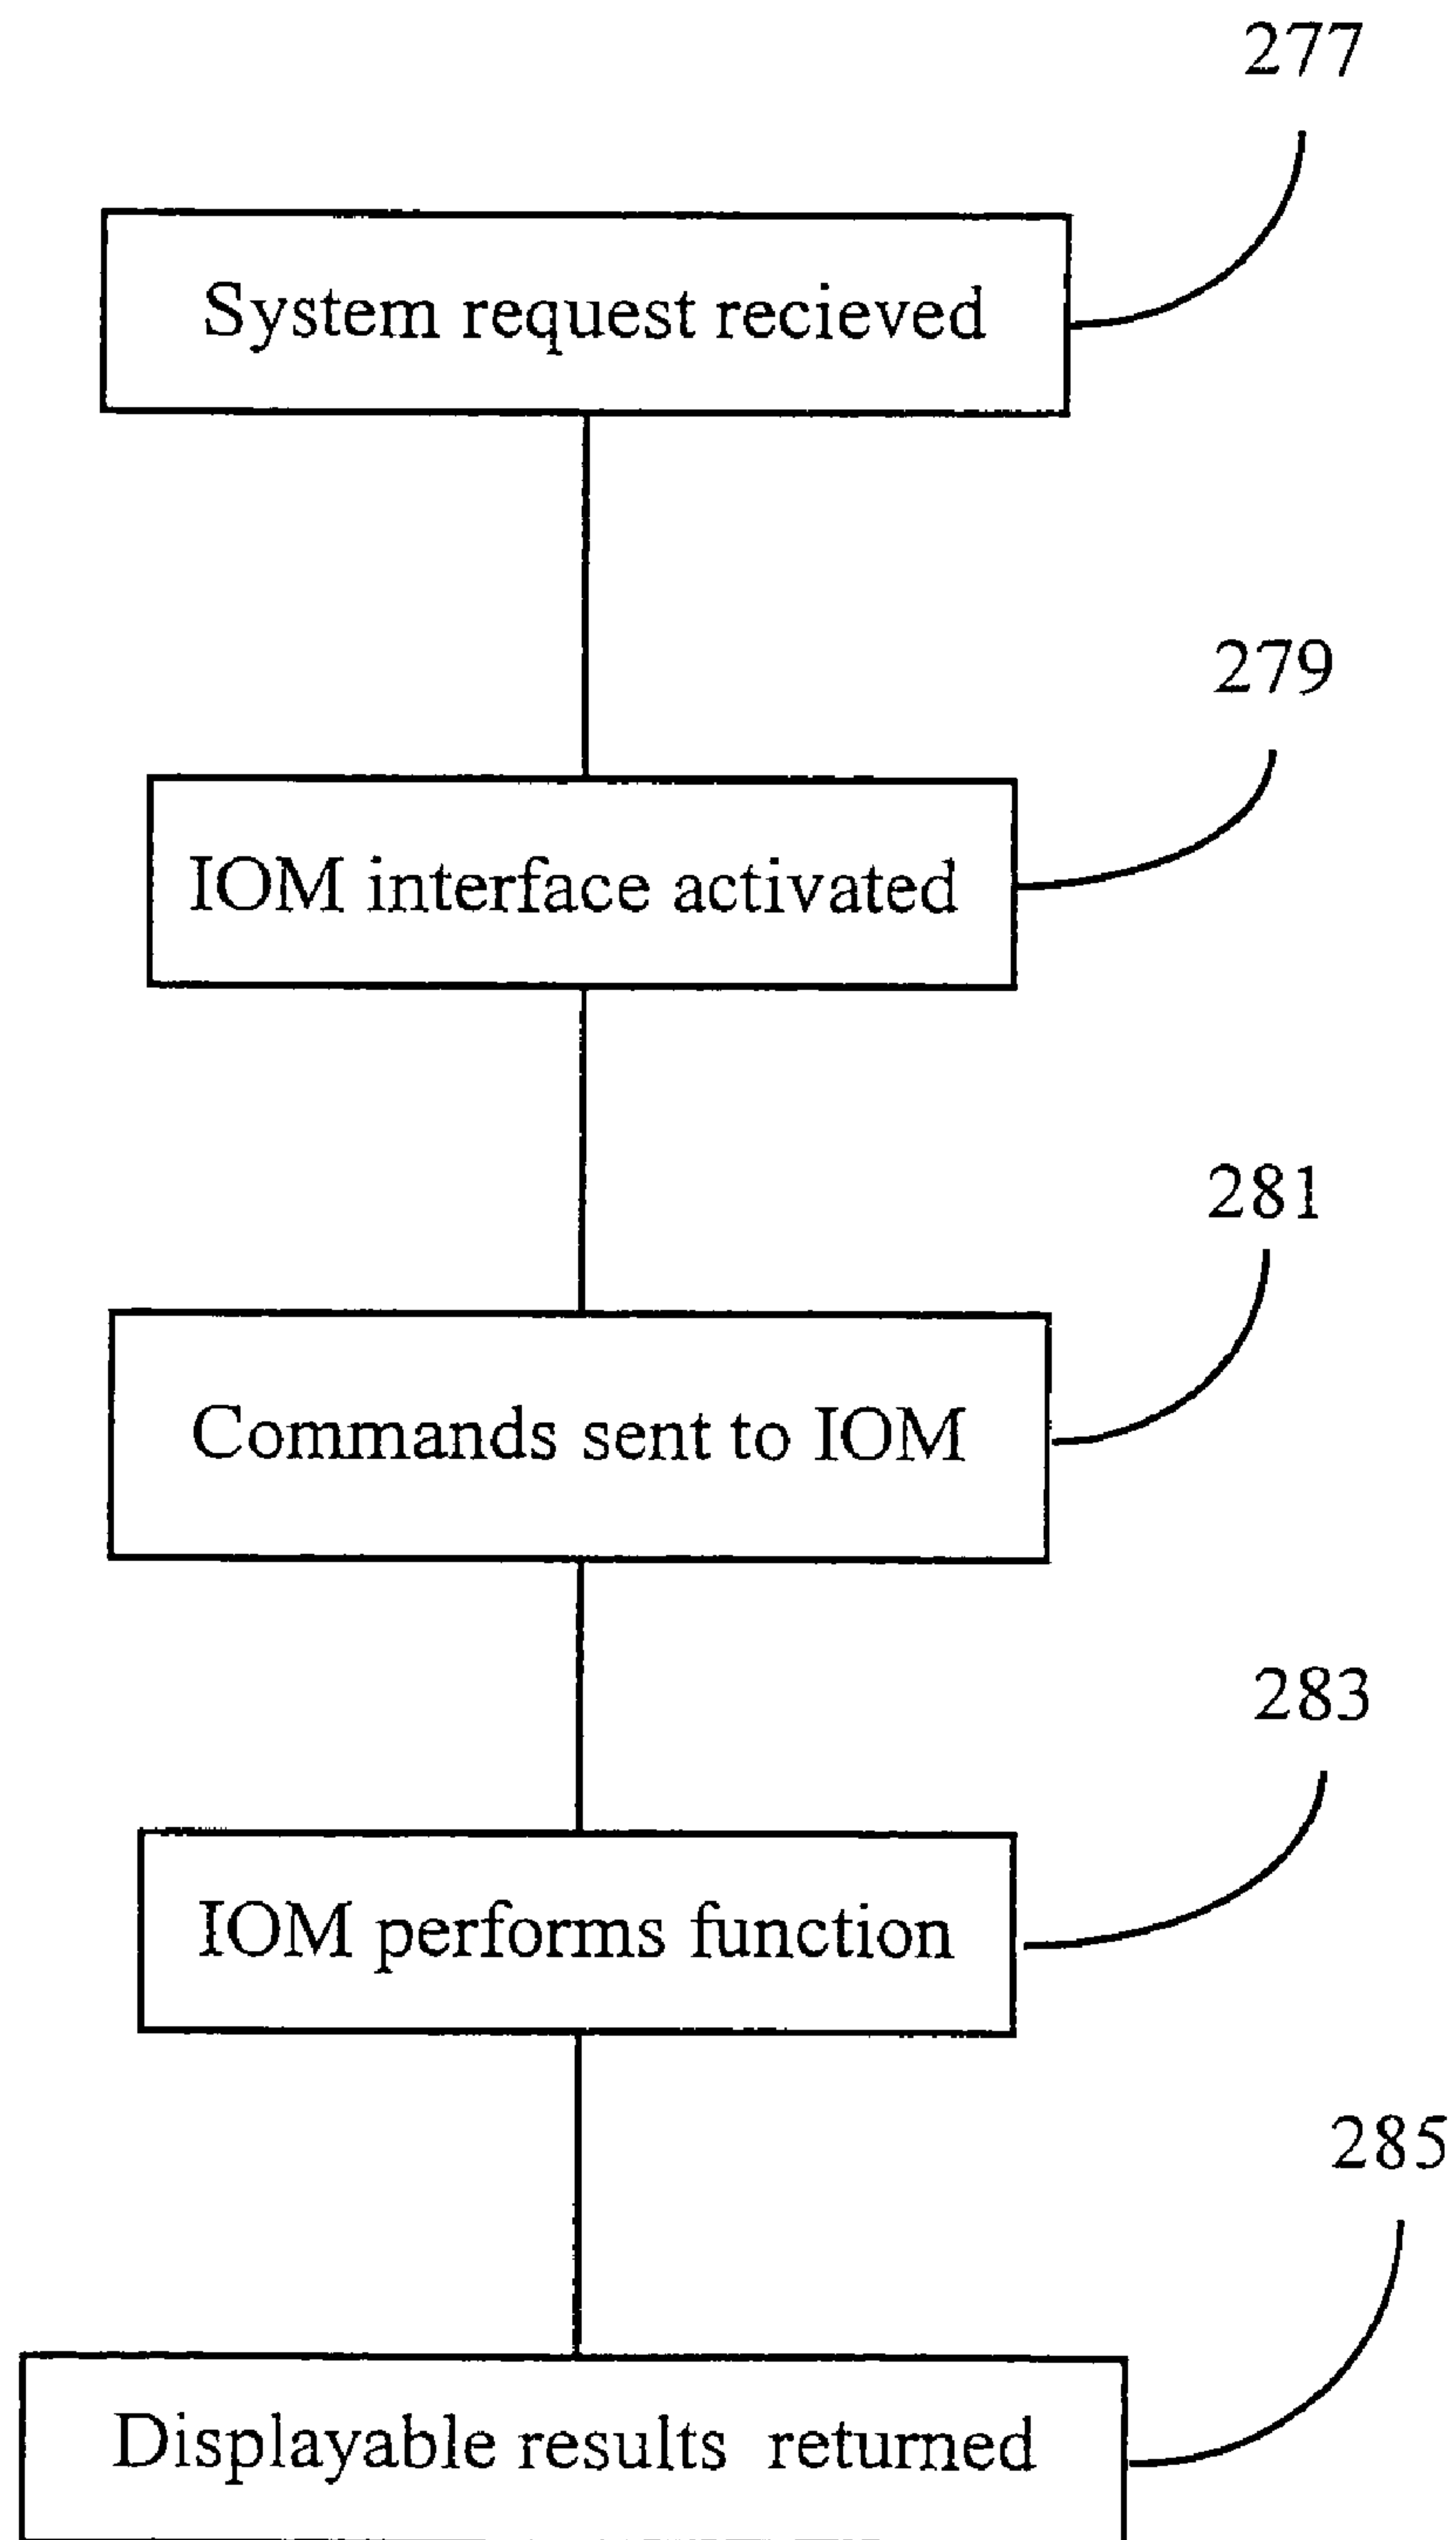 277
System request recieved
279
IOM interface activated
281
Commands sent to IOM
283
IOM performs function
285
Displayable results returned